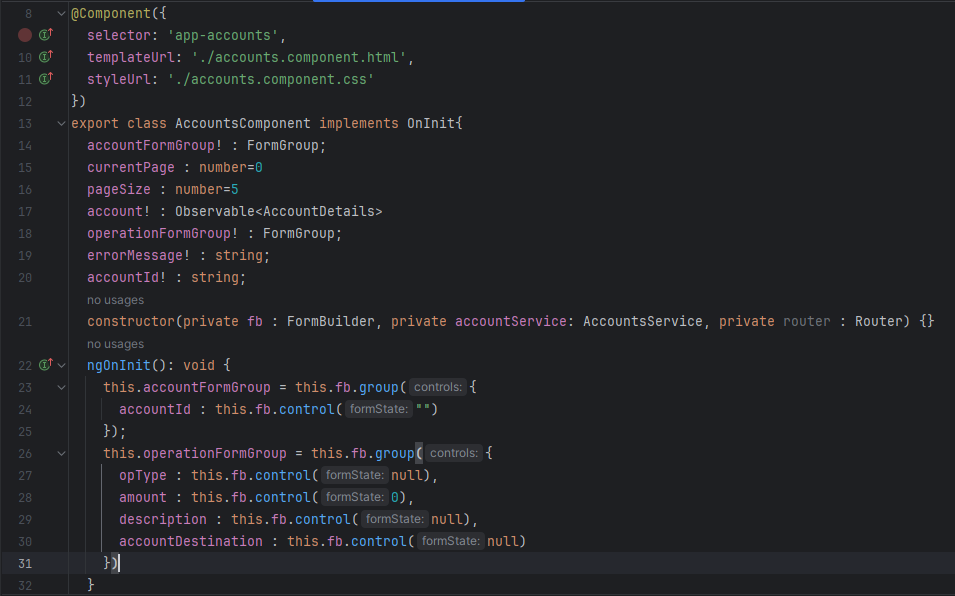 8 @Component({
selector: 'app-accounts',
10 templateUrl: './accounts.component.html',
11 styleUrl: './accounts.component.css'
12 })
13 export class AccountsComponent implements OnInit{
14 accountFormGroup! : FormGroup;
15 currentPage : number=0
16 pageSize : number=5
17 account! : Observable<AccountDetails>
18 operationFormGroup! : FormGroup;
19 errorMessage! : string;
20 accountId! : string;
no usages
21 constructor(private fb : FormBuilder, private accountService: AccountsService, private router : Router) {}
no usages
22 ngOnInit(): void {
23 this.accountFormGroup = this.fb.group( controls: {
24 accountId : this.fb.control( formState: "")
25 });
26 this.operationFormGroup = this.fb.group( controls: {
27 opType : this.fb.control( formState: null),
28 amount : this.fb.control( formState: 0),
29 description : this.fb.control( formState: null),
30 accountDestination : this.fb.control( formState: null)
31 })
32 }